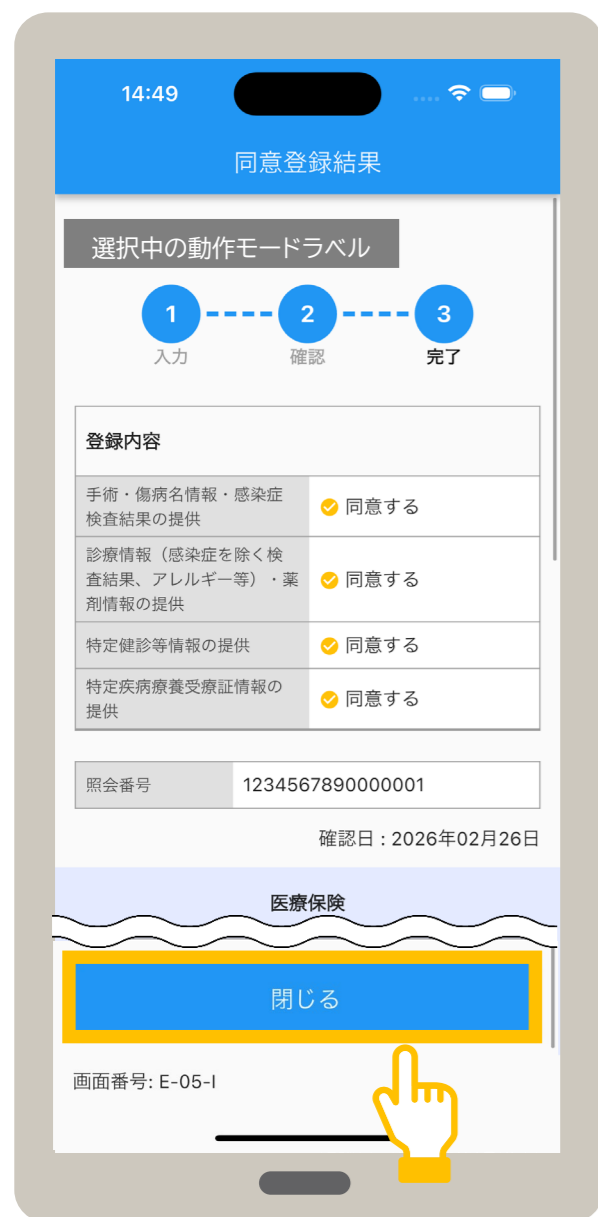 14:49
同意登録結果
選択中の動作モードラベル
1 2 3
入力 確認 完了
登録内容
手術・傷病名情報・感染症
検査結果の提供
同意する
診療情報（感染症を除く検
査結果、アレルギー等）・薬
剤情報の提供
同意する
特定健診等情報の提供
同意する
特定疾病療養受療証情報の
提供
同意する
照会番号 1234567890000001
確認日：2026年02月26日
医療保険
閉じる
画面番号: E-05-I